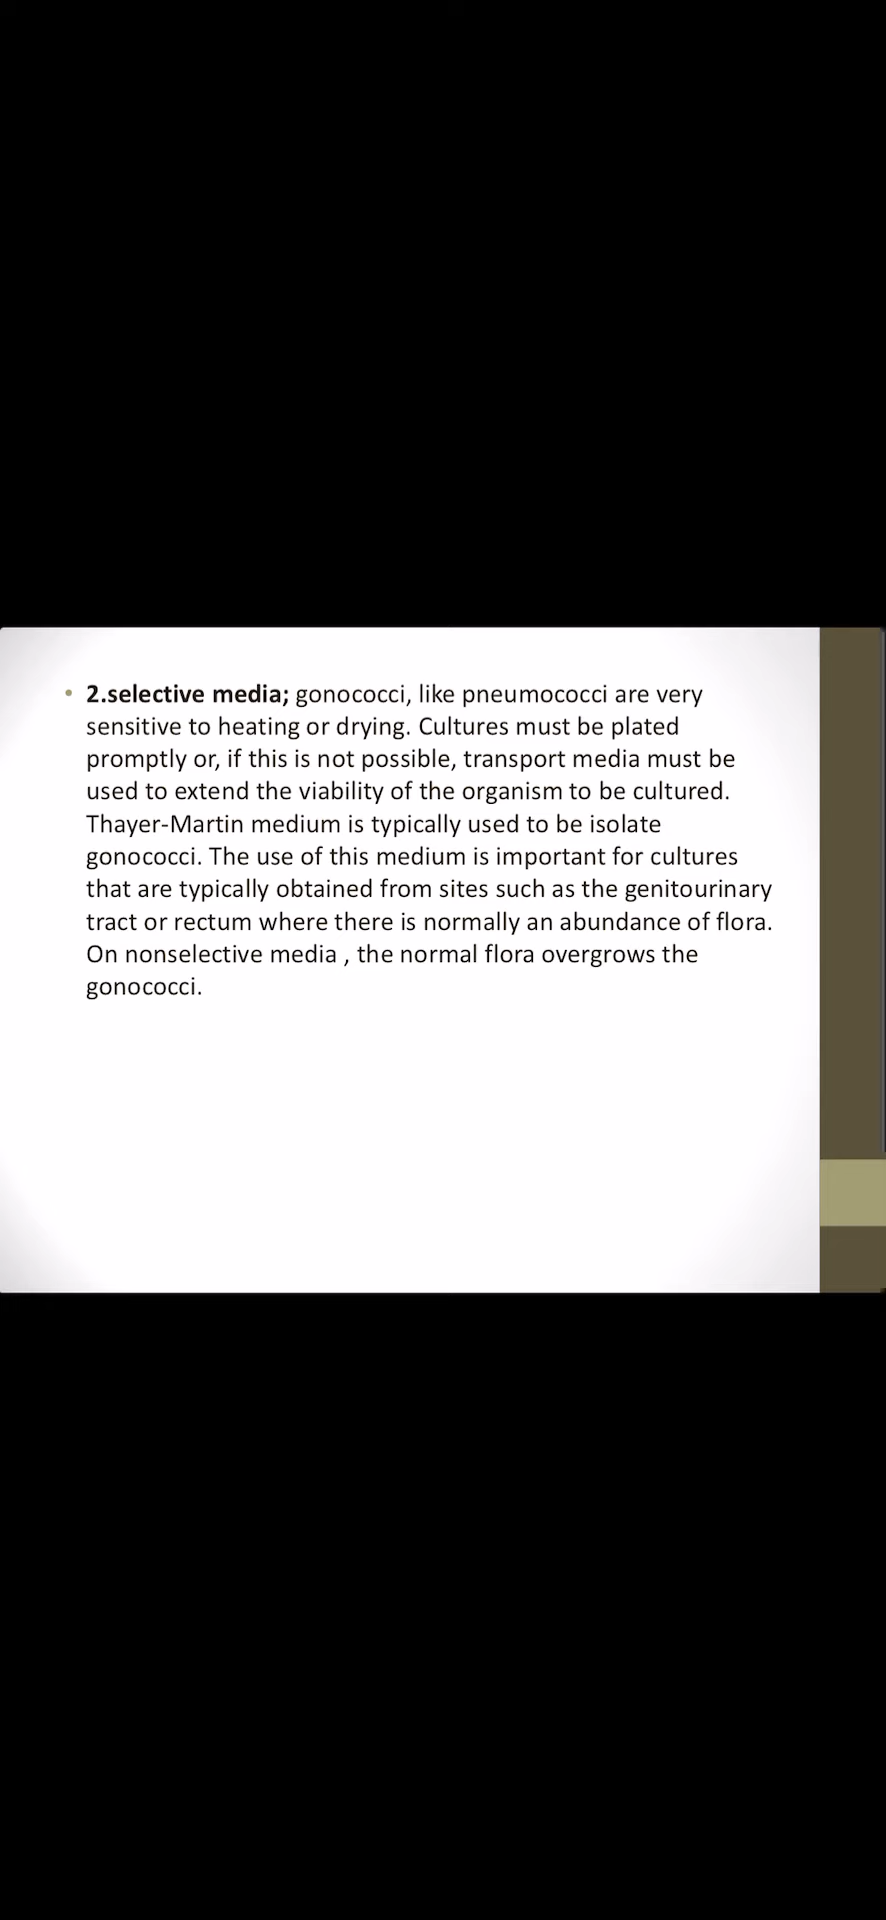 • 2.selective media; gonococci, like pneumococci are very
sensitive to heating or drying. Cultures must be plated
promptly or, if this is not possible, transport media must be
used to extend the viability of the organism to be cultured.
Thayer-Martin medium is typically used to be isolate
gonococci. The use of this medium is important for cultures
that are typically obtained from sites such as the genitourinary
tract or rectum where there is normally an abundance of flora.
On nonselective media , the normal flora overgrows the
gonococci.